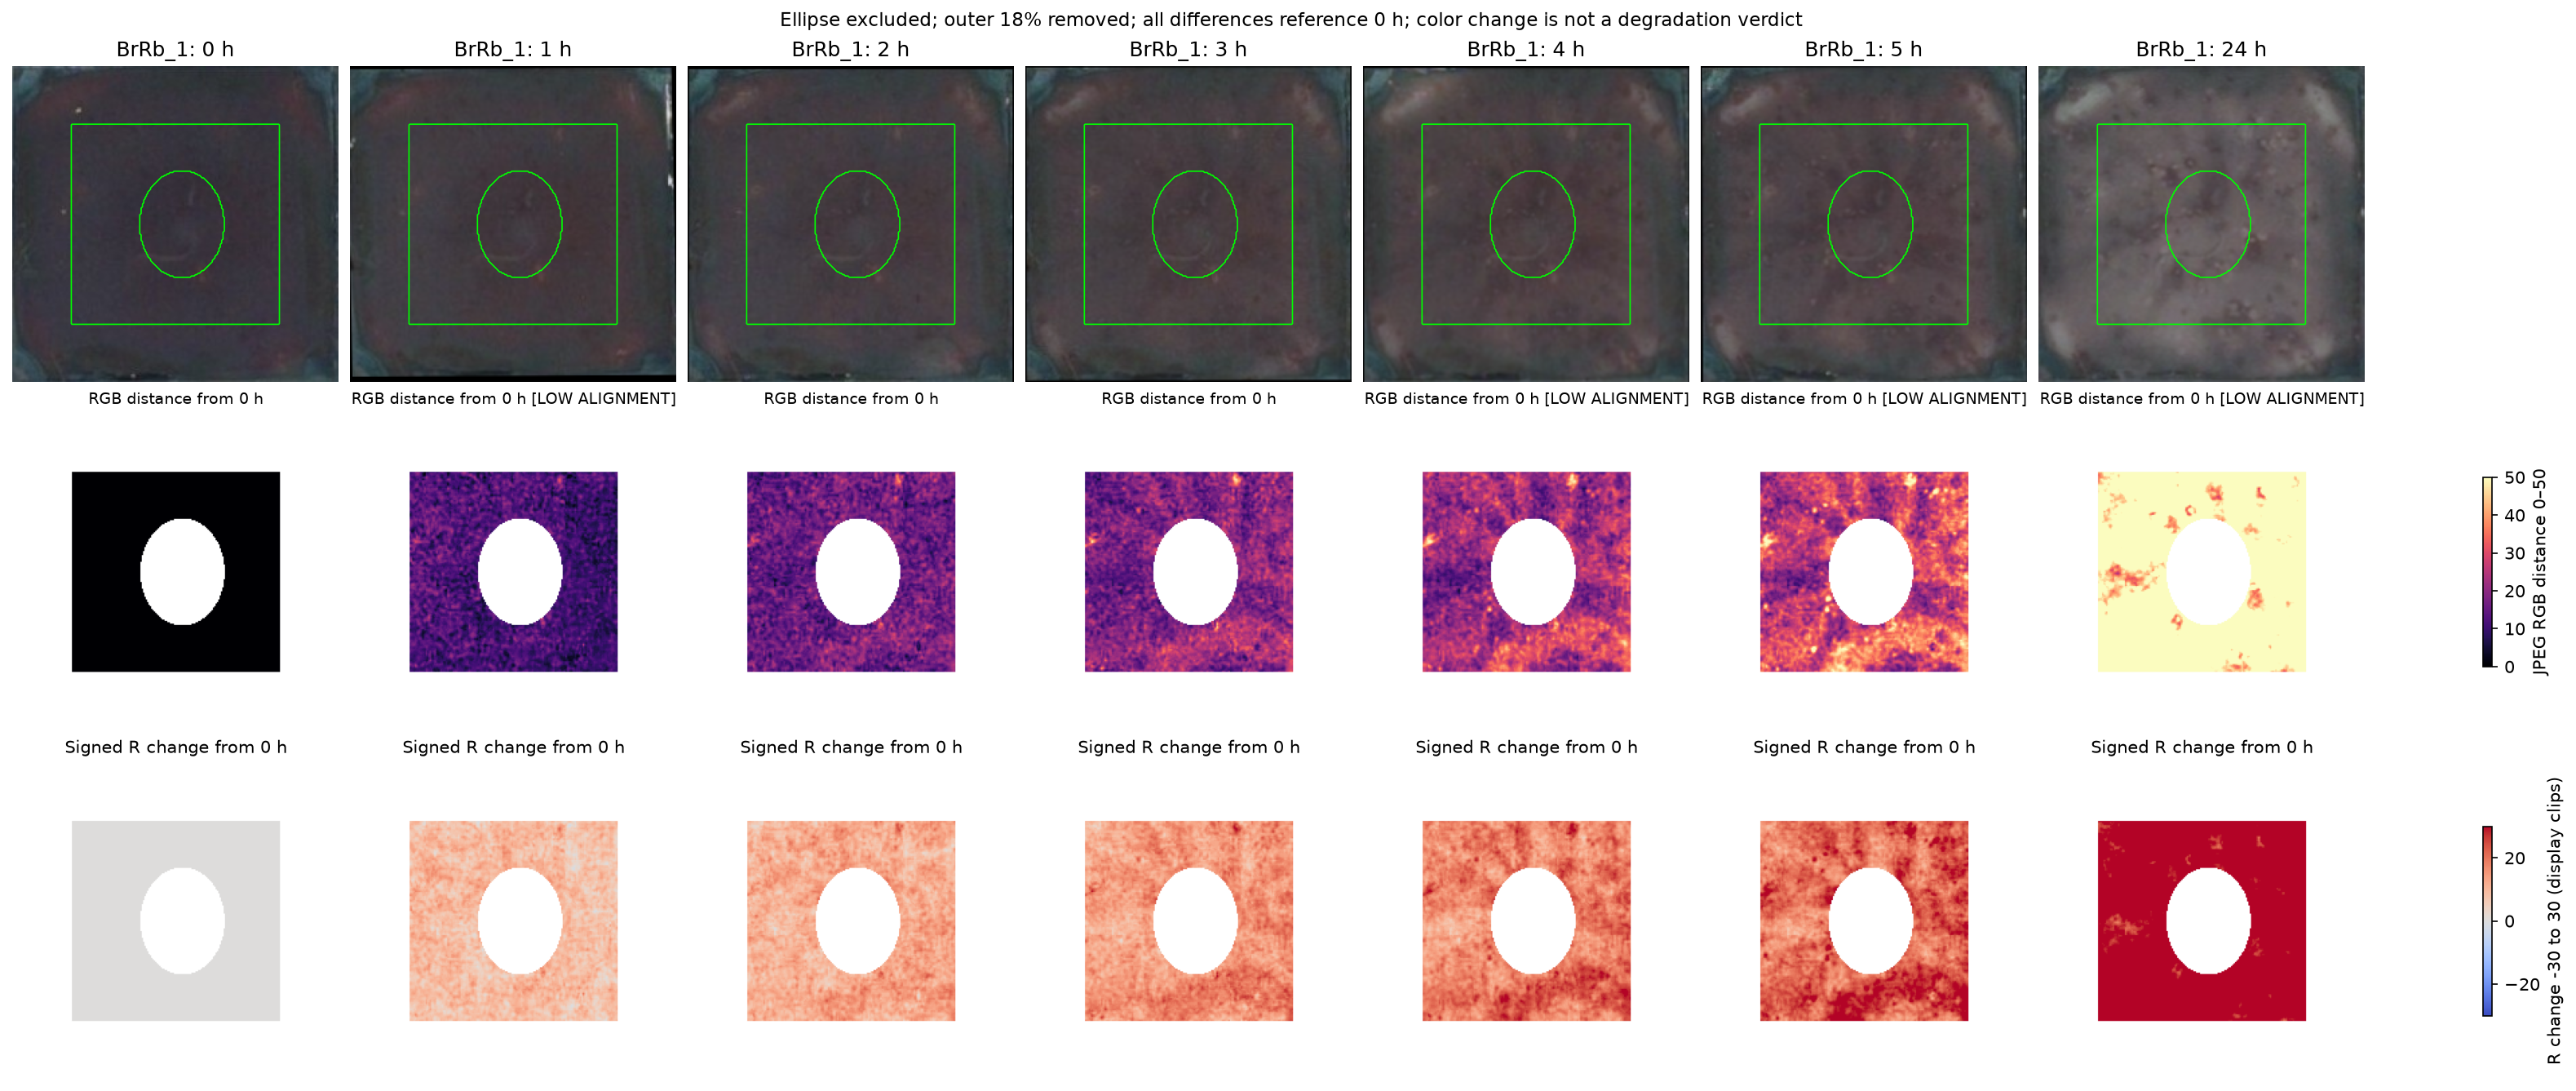 Ellipse excluded; outer 18% removed; all differences reference 0 h; color change is not a degradation verdict
BrRb_1: 0 h
BrRb_1: 1 h
BrRb_1: 2 h
BrRb_1: 3 h
BrRb_1: 4 h
BrRb_1: 5 h
BrRb_1: 24 h
RGB distance from 0 h
RGB distance from 0 h [LOW ALIGNMENT]
RGB distance from 0 h
RGB distance from 0 h
RGB distance from 0 h [LOW ALIGNMENT]
RGB distance from 0 h [LOW ALIGNMENT]
RGB distance from 0 h [LOW ALIGNMENT]
50
40
30
20
10
0
JPEG RGB distance 0–50
Signed R change from 0 h
Signed R change from 0 h
Signed R change from 0 h
Signed R change from 0 h
Signed R change from 0 h
Signed R change from 0 h
Signed R change from 0 h
20
0
−20
R change -30 to 30 (display clips)